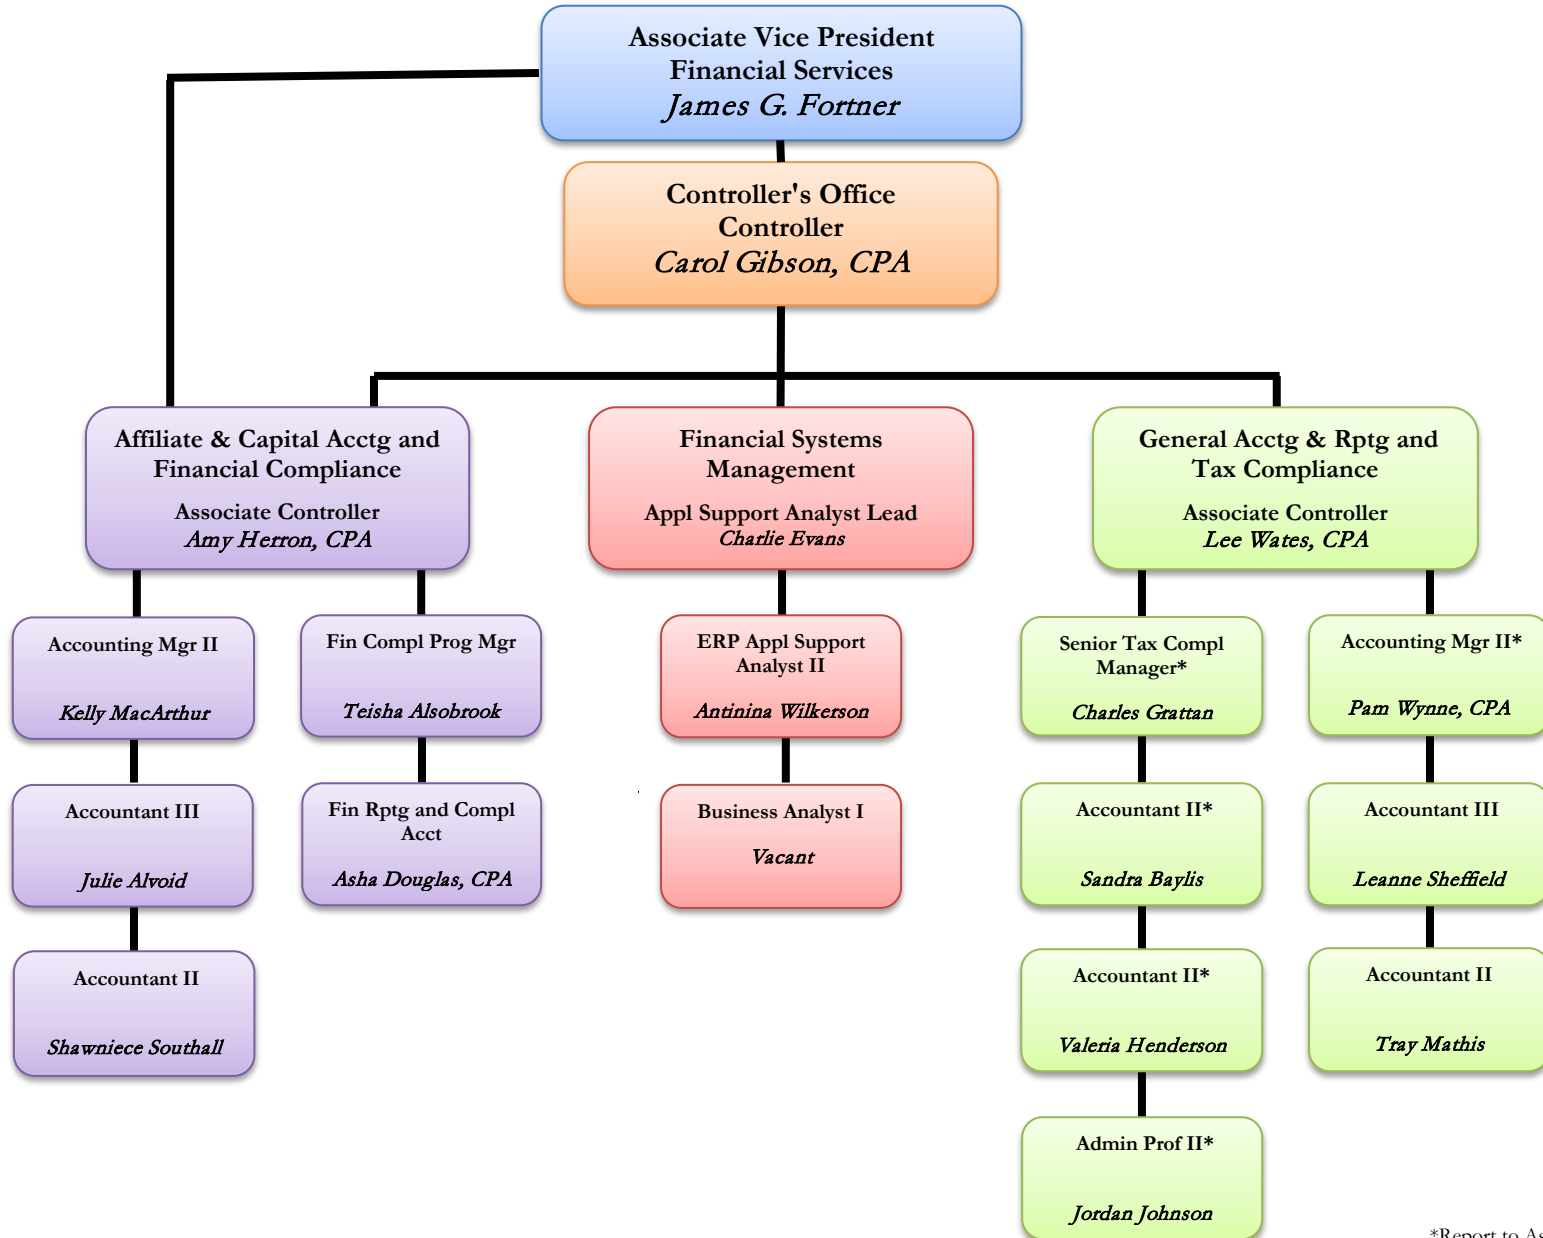 Associate Vice President
Financial Services
James G. Fortner
Controller's Office
Controller
Carol Gibson, CPA
Affiliate & Capital Acctg and
Financial Compliance
Associate Controller
Amy Herron, CPA
Financial Systems
Management
Appl Support Analyst Lead
Charlie Evans
General Acctg & Rptg and
Tax Compliance
Associate Controller
Lee Wates, CPA
Accounting Mgr II
Kelly MacArthur
Fin Compl Prog Mgr
Teisha Alsobrook
ERP Appl Support
Analyst II
Antinina Wilkerson
Senior Tax Compl
Manager*
Charles Grattan
Accounting Mgr II*
Pam Wynne, CPA
Accountant III
Julie Alvoid
Fin Rptg and Compl
Acct
Asha Douglas, CPA
Business Analyst I
Vacant
Accountant II*
Sandra Baylis
Accountant III
Leanne Sheffield
Accountant II
Shawniece Southall
Accountant II*
Valeria Henderson
Accountant II
Tray Mathis
Admin Prof II*
Jordan Johnson
*Report to